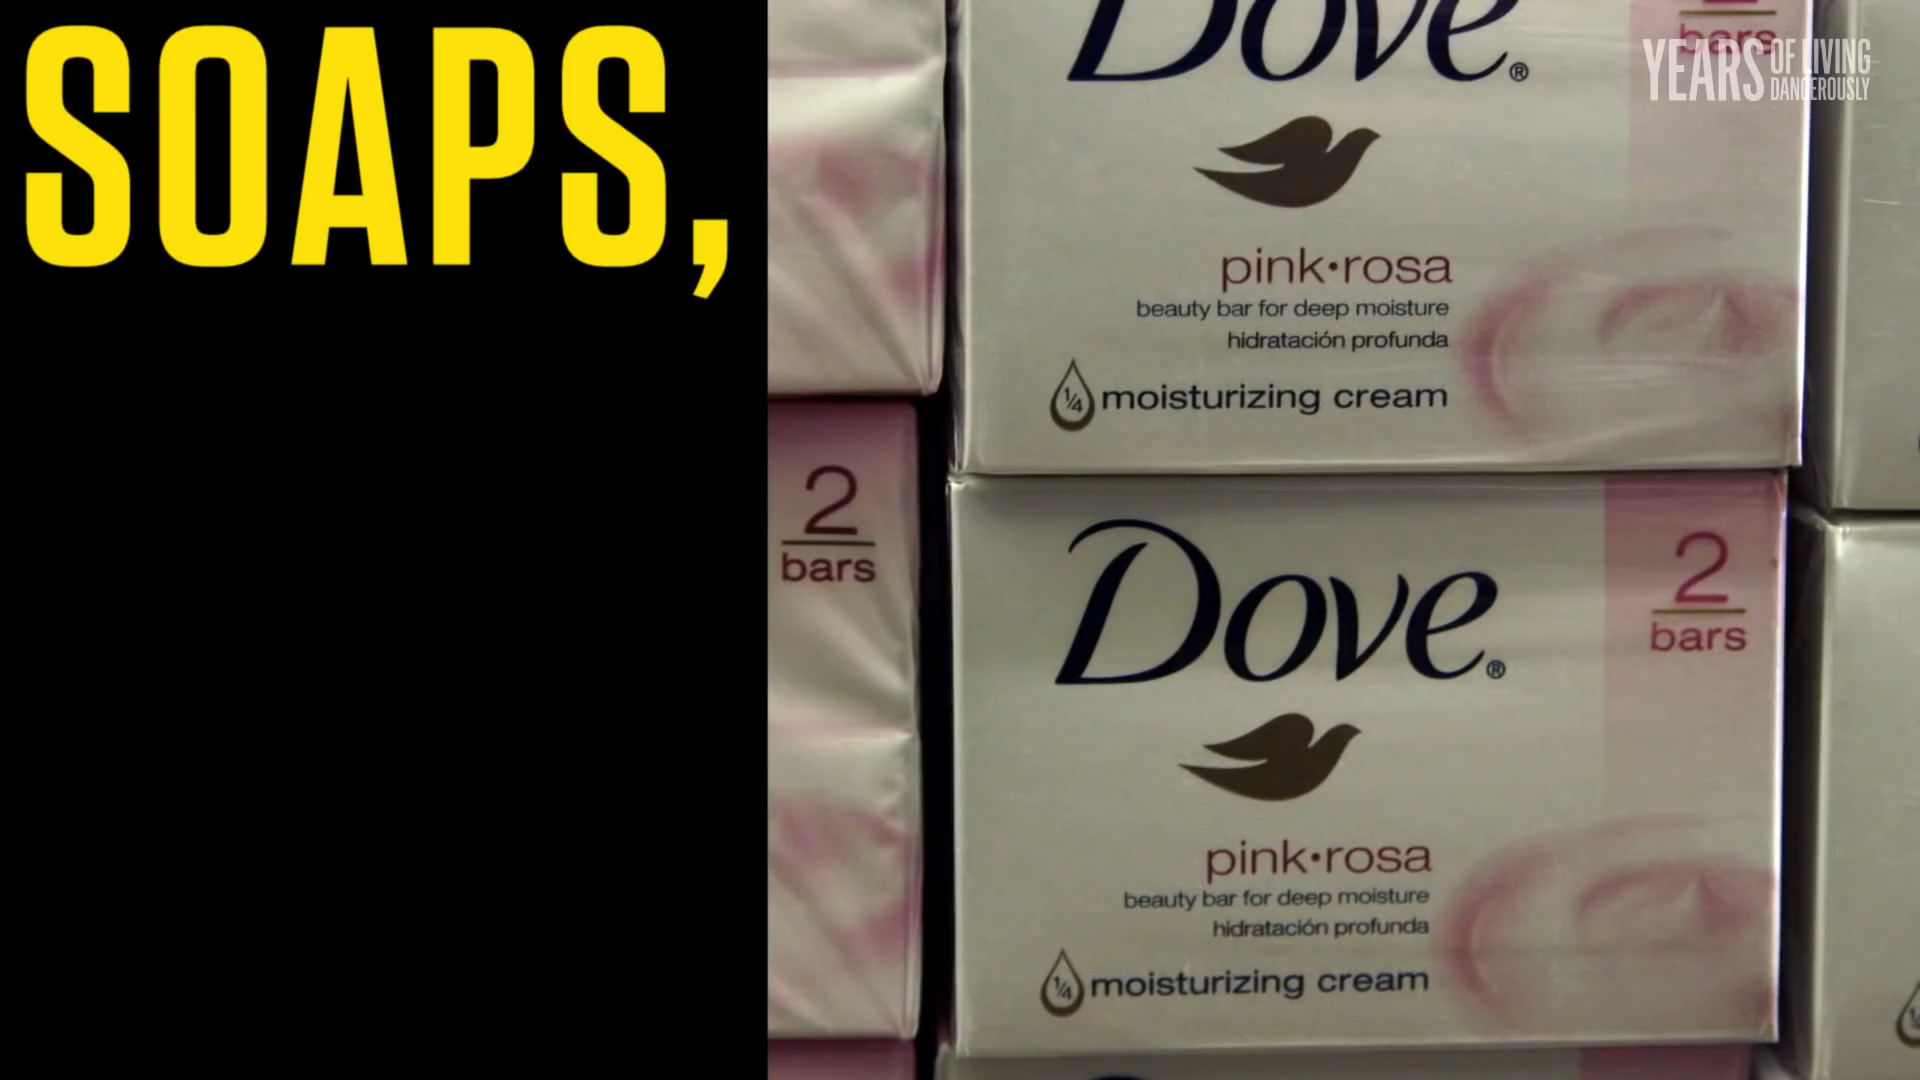 SOAPS,
Dove®
bars
YEARS OF LIVING DANGEROUSLY
pink•rosa
beauty bar for deep moisture
hidratación profunda
1/4 moisturizing cream
2
bars
Dove®
2
bars
pink•rosa
beauty bar for deep moisture
hidratación profunda
1/4 moisturizing cream